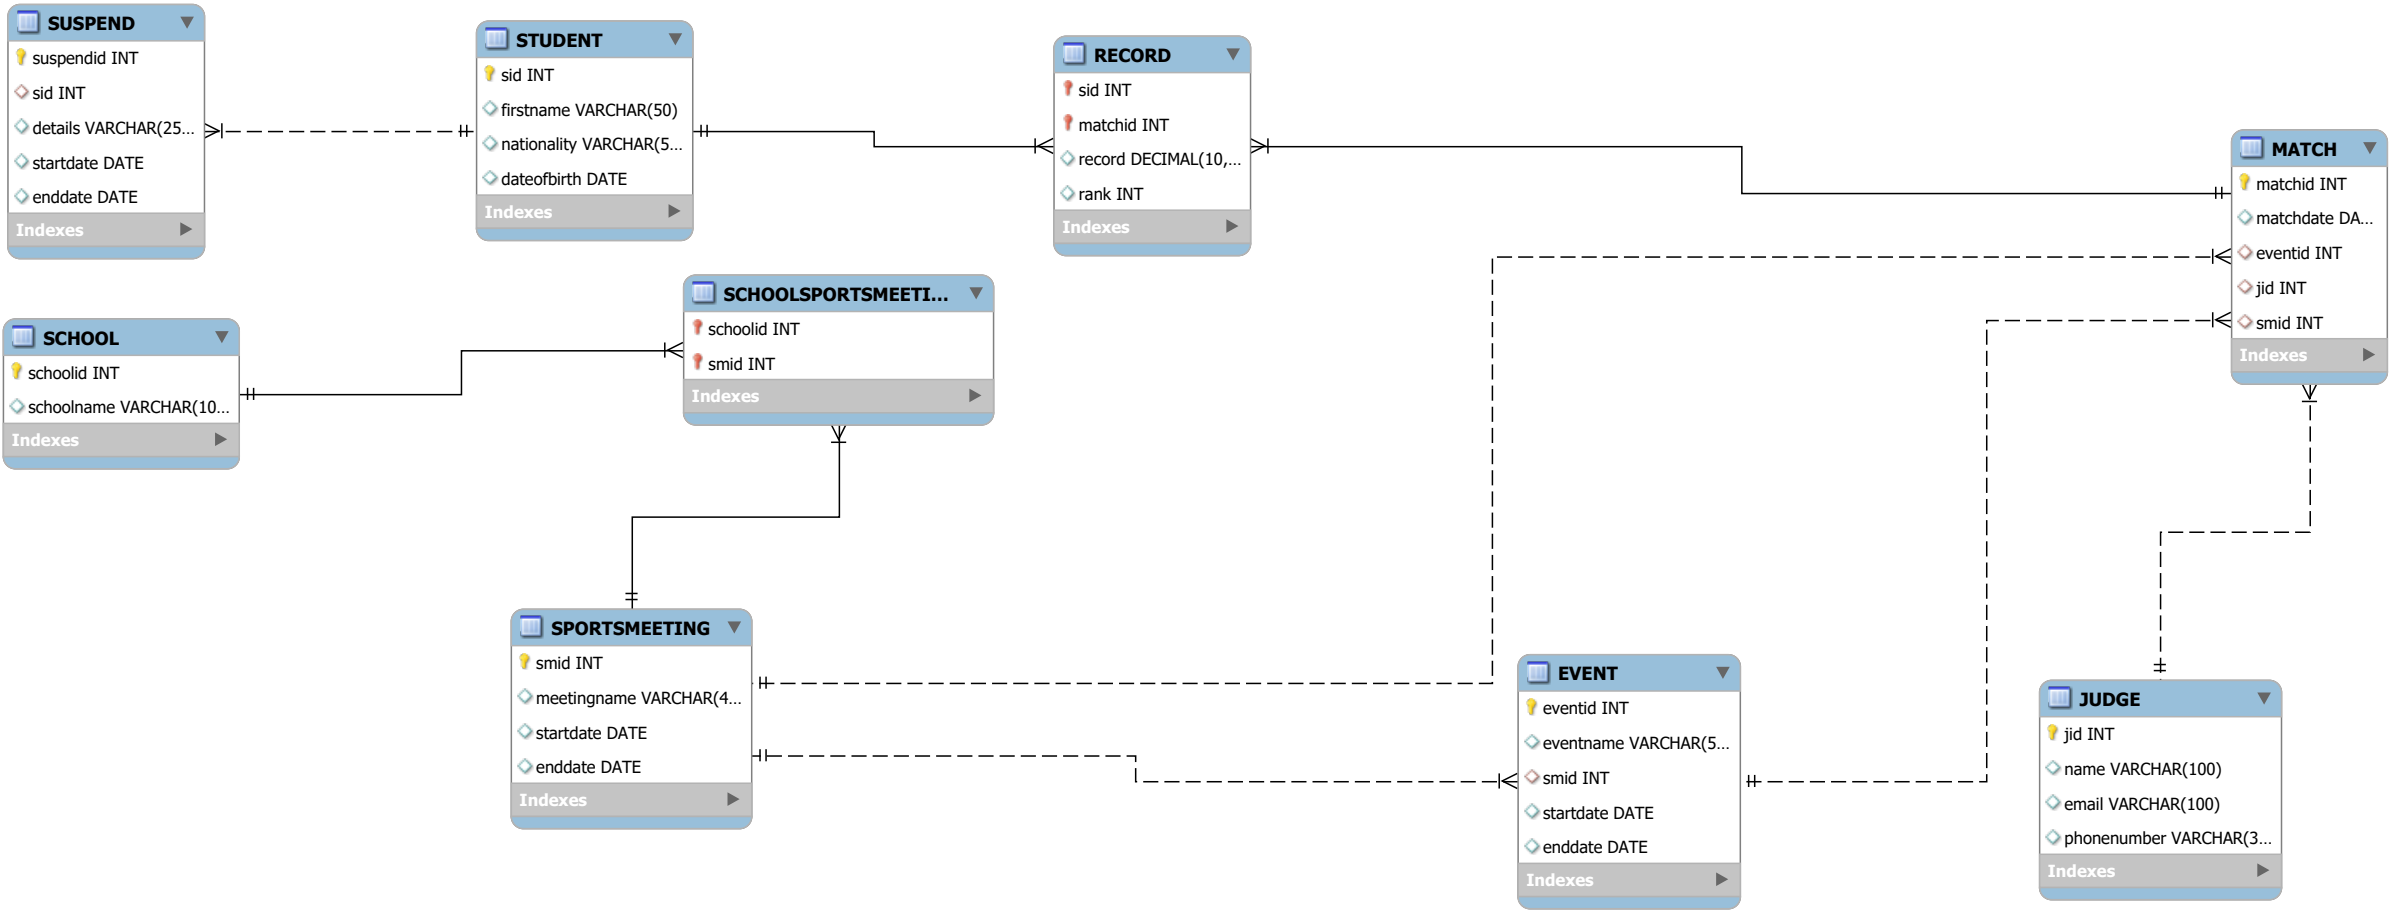 SUSPEND
suspendid INT
sid INT
details VARCHAR(25...
startdate DATE
enddate DATE
Indexes
STUDENT
sid INT
firstname VARCHAR(50)
nationality VARCHAR(5...
dateofbirth DATE
Indexes
RECORD
sid INT
matchid INT
record DECIMAL(10,...
rank INT
Indexes
MATCH
matchid INT
matchdate DA...
eventid INT
jid INT
smid INT
Indexes
SCHOOL
schoolid INT
schoolname VARCHAR(10...
Indexes
SCHOOLSPORTSMEETI...
schoolid INT
smid INT
Indexes
SPORTSMEETING
smid INT
meetingname VARCHAR(4...
startdate DATE
enddate DATE
Indexes
EVENT
eventid INT
eventname VARCHAR(5...
smid INT
startdate DATE
enddate DATE
Indexes
JUDGE
jid INT
name VARCHAR(100)
email VARCHAR(100)
phonenumber VARCHAR(3...
Indexes